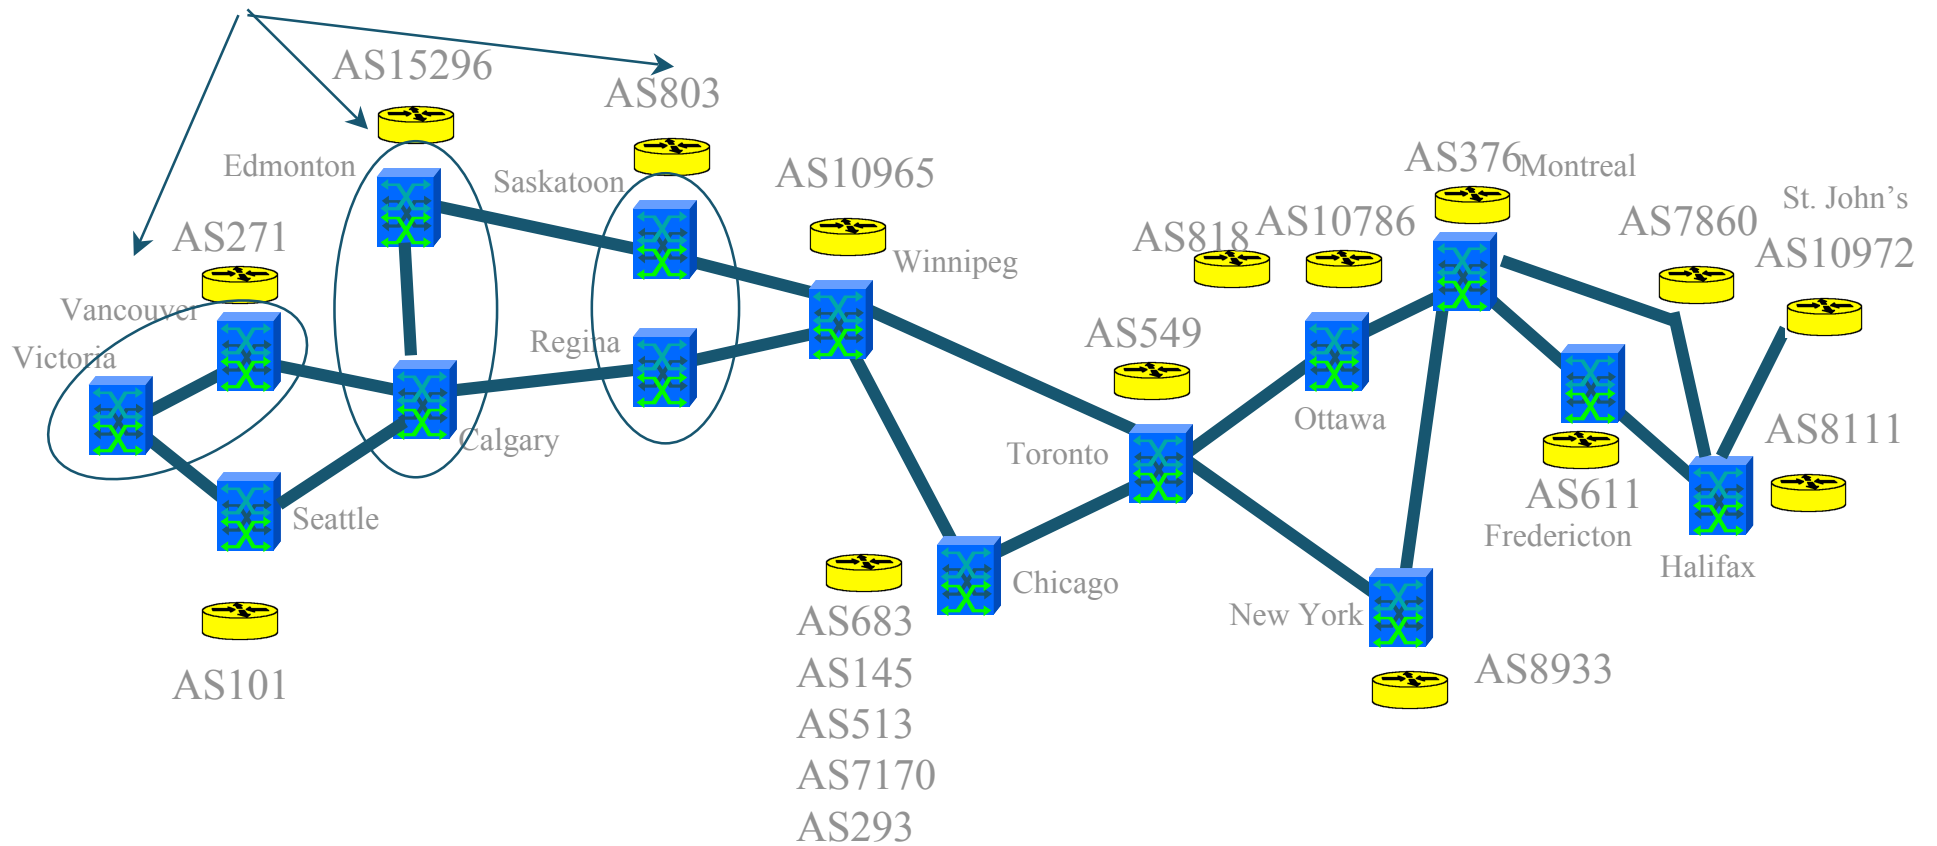 AS15296
AS803
Edmonton
Saskatoon
AS10965
AS376
Montreal
St. John’s
AS271
AS818
AS10786
AS7860
AS10972
Winnipeg
Vancouver
Victoria
Regina
AS549
Ottawa
Calgary
Toronto
AS8111
Seattle
AS611
Fredericton
Halifax
Chicago
New York
AS683
AS145
AS513
AS7170
AS293
AS101
AS8933